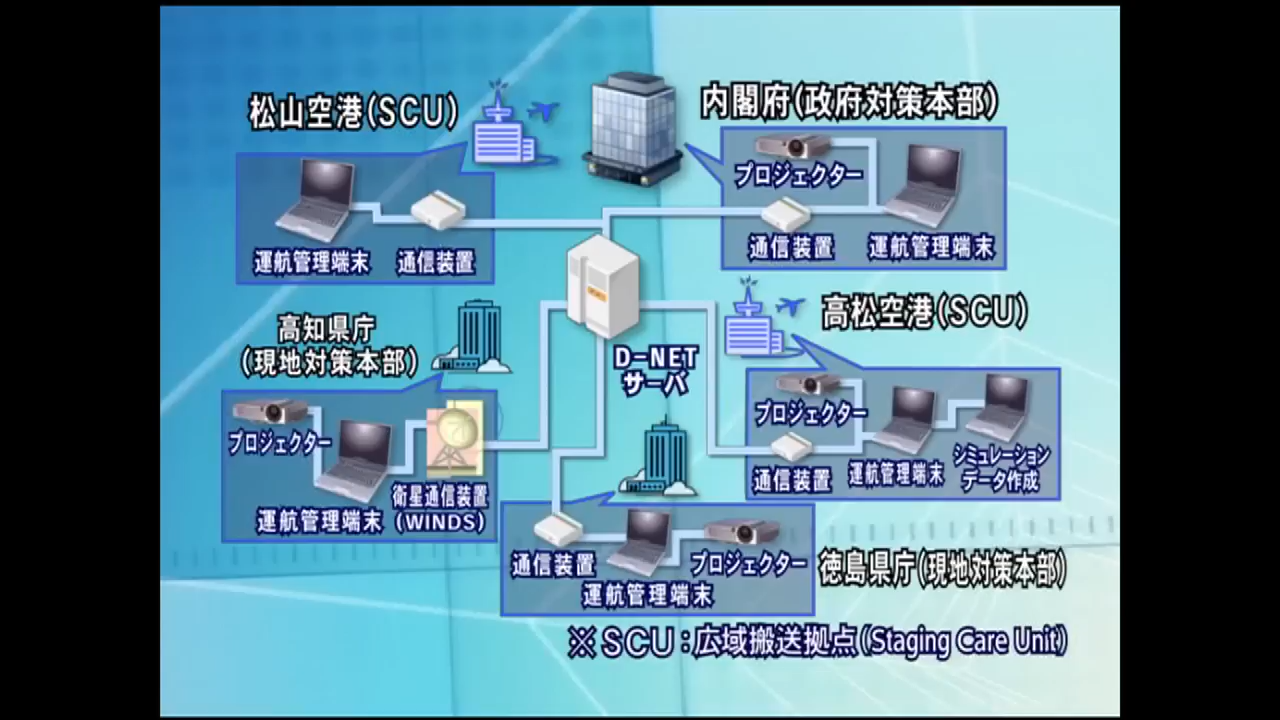 松山空港(SCU)
運航管理端末
通信装置
内閣府(政府対策本部)
プロジェクター
通信装置
運航管理端末
高知県庁
(現地対策本部)
プロジェクター
運航管理端末
衛星通信装置
(WINDS)
D-NET
サーバ
高松空港(SCU)
プロジェクター
通信装置
運航管理端末
シミュレーション
データ作成
通信装置
運航管理端末
プロジェクター
徳島県庁(現地対策本部)
※SCU:広域搬送拠点(Staging Care Unit)